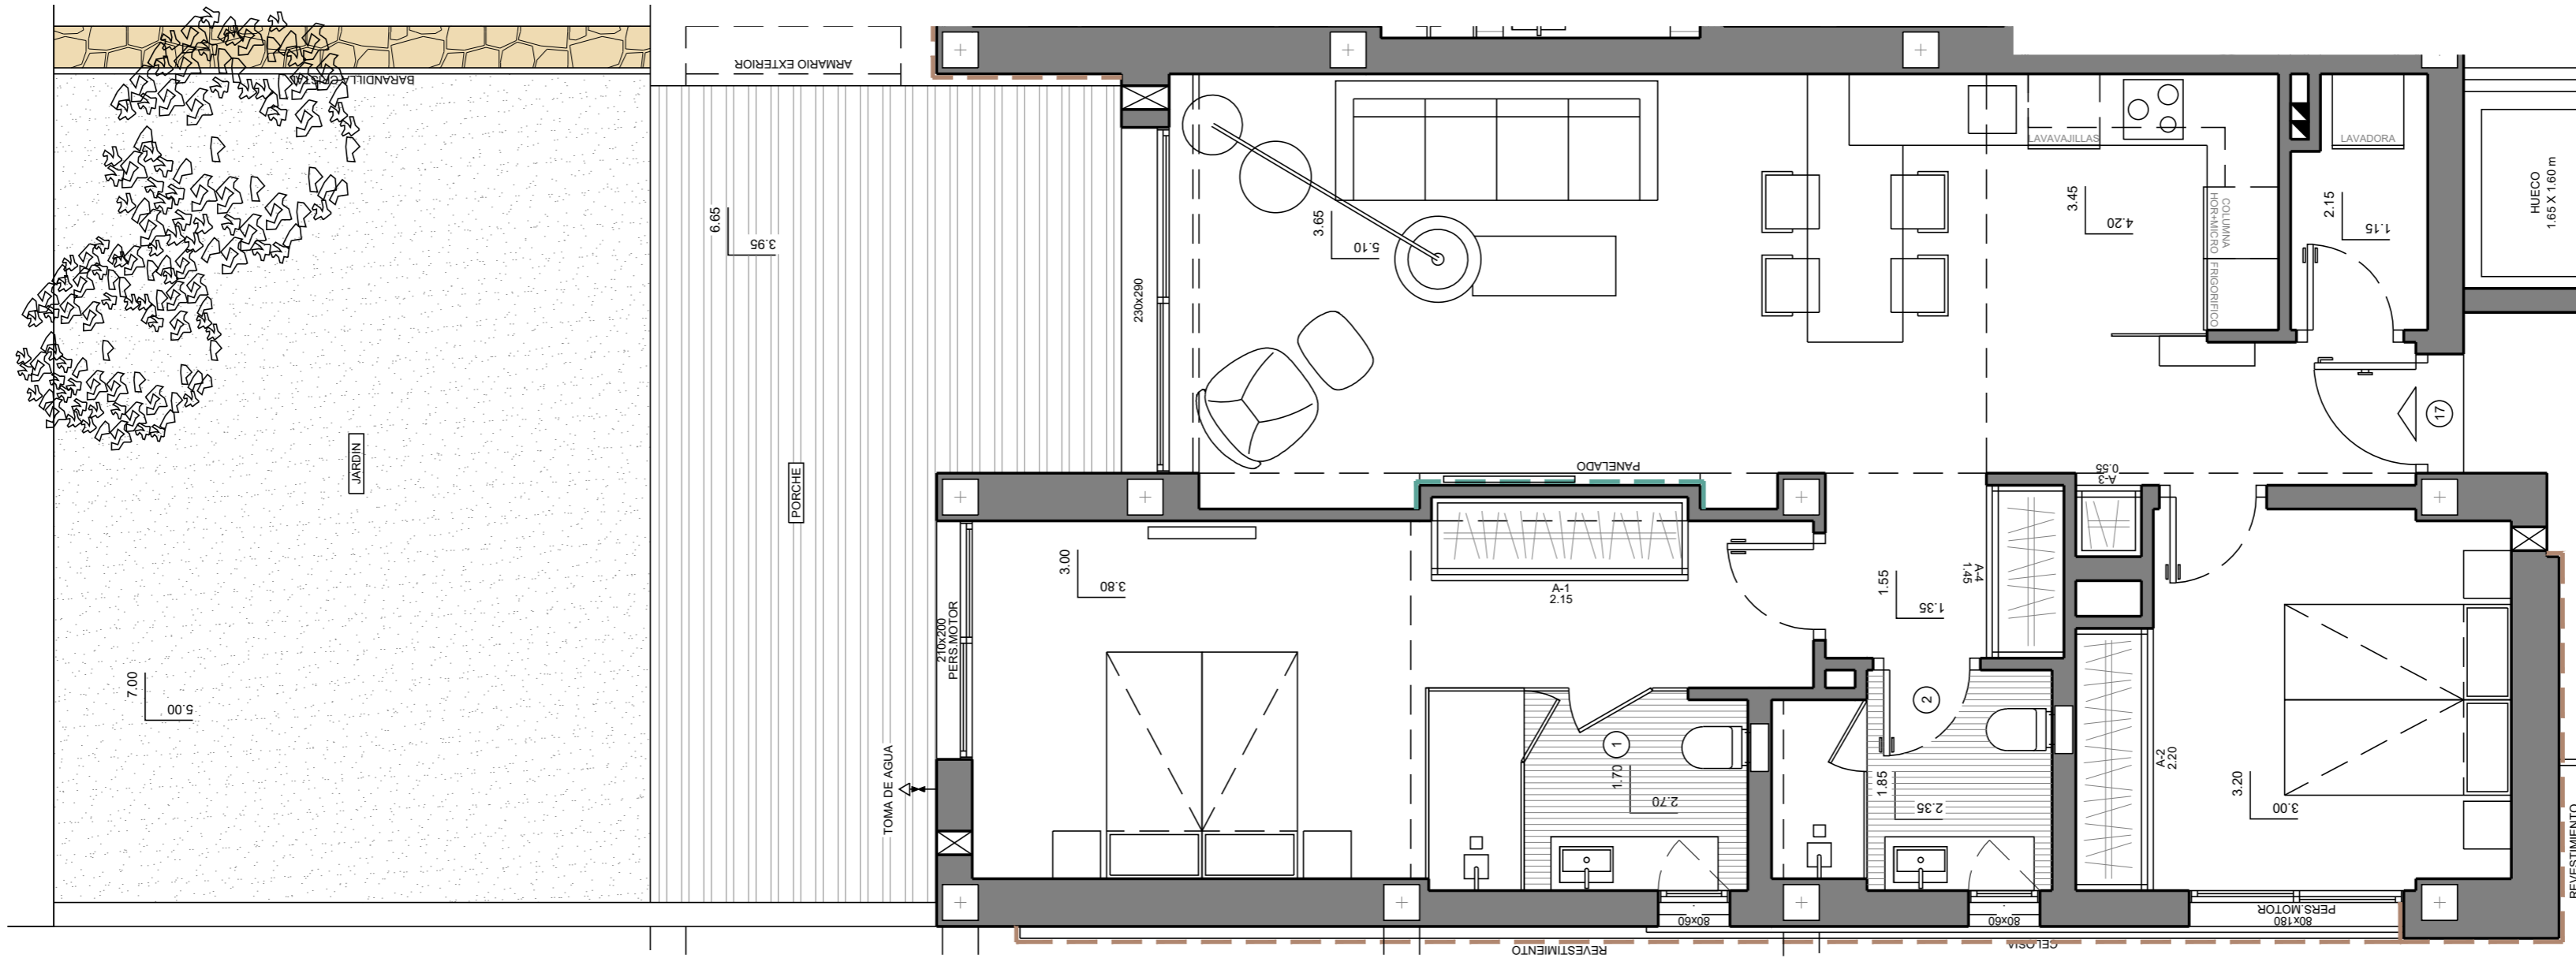 BARANDILLA CRISTAL
ARMARIO EXTERIOR
6.65
3.95
JARDIN
PORCHE
7.00
5.00
TOMA DE AGUA
230x290
3.65
5.10
PANELADO
LAVAVAJILLAS
3.45
4.20
COLUMNA
HOR+MICRO
FRIGORIFICO
LAVADORA
2.15
1.15
HUECO
1.65 X 1.60 m
17
210x200
PERS.MOTOR
3.00
3.80
A-1
2.15
1.55
1.35
A-4
1.45
A-3
0.55
1
1.70
2.70
2
1.85
2.35
A-2
2.20
3.20
3.00
80x60
80x60
PERS.MOTOR
80x180
REVESTIMIENTO
CELOSIA
REVESTIMIENTO